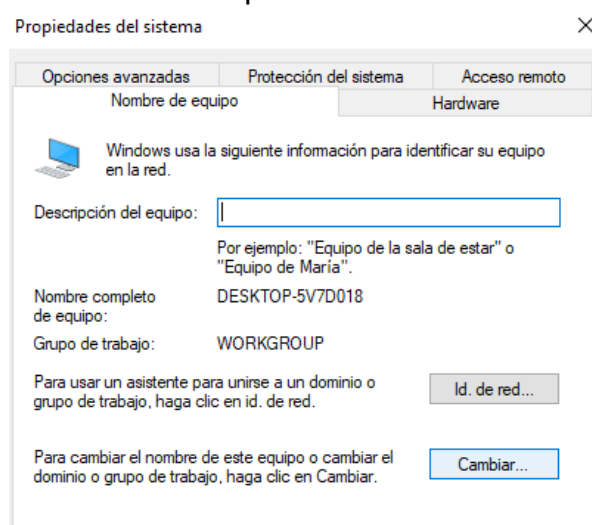 Propiedades del sistema
Opciones avanzadas
Protección del sistema
Acceso remoto
Nombre de equipo
Hardware
Windows usa la siguiente información para identificar su equipo
en la red.
Descripción del equipo:
Por ejemplo: "Equipo de la sala de estar" o
"Equipo de María".
Nombre completo
de equipo:
DESKTOP-5V7D018
Grupo de trabajo:
WORKGROUP
Para usar un asistente para unirse a un dominio o
grupo de trabajo, haga clic en id. de red.
Id. de red...
Para cambiar el nombre de este equipo o cambiar el
dominio o grupo de trabajo, haga clic en Cambiar.
Cambiar...